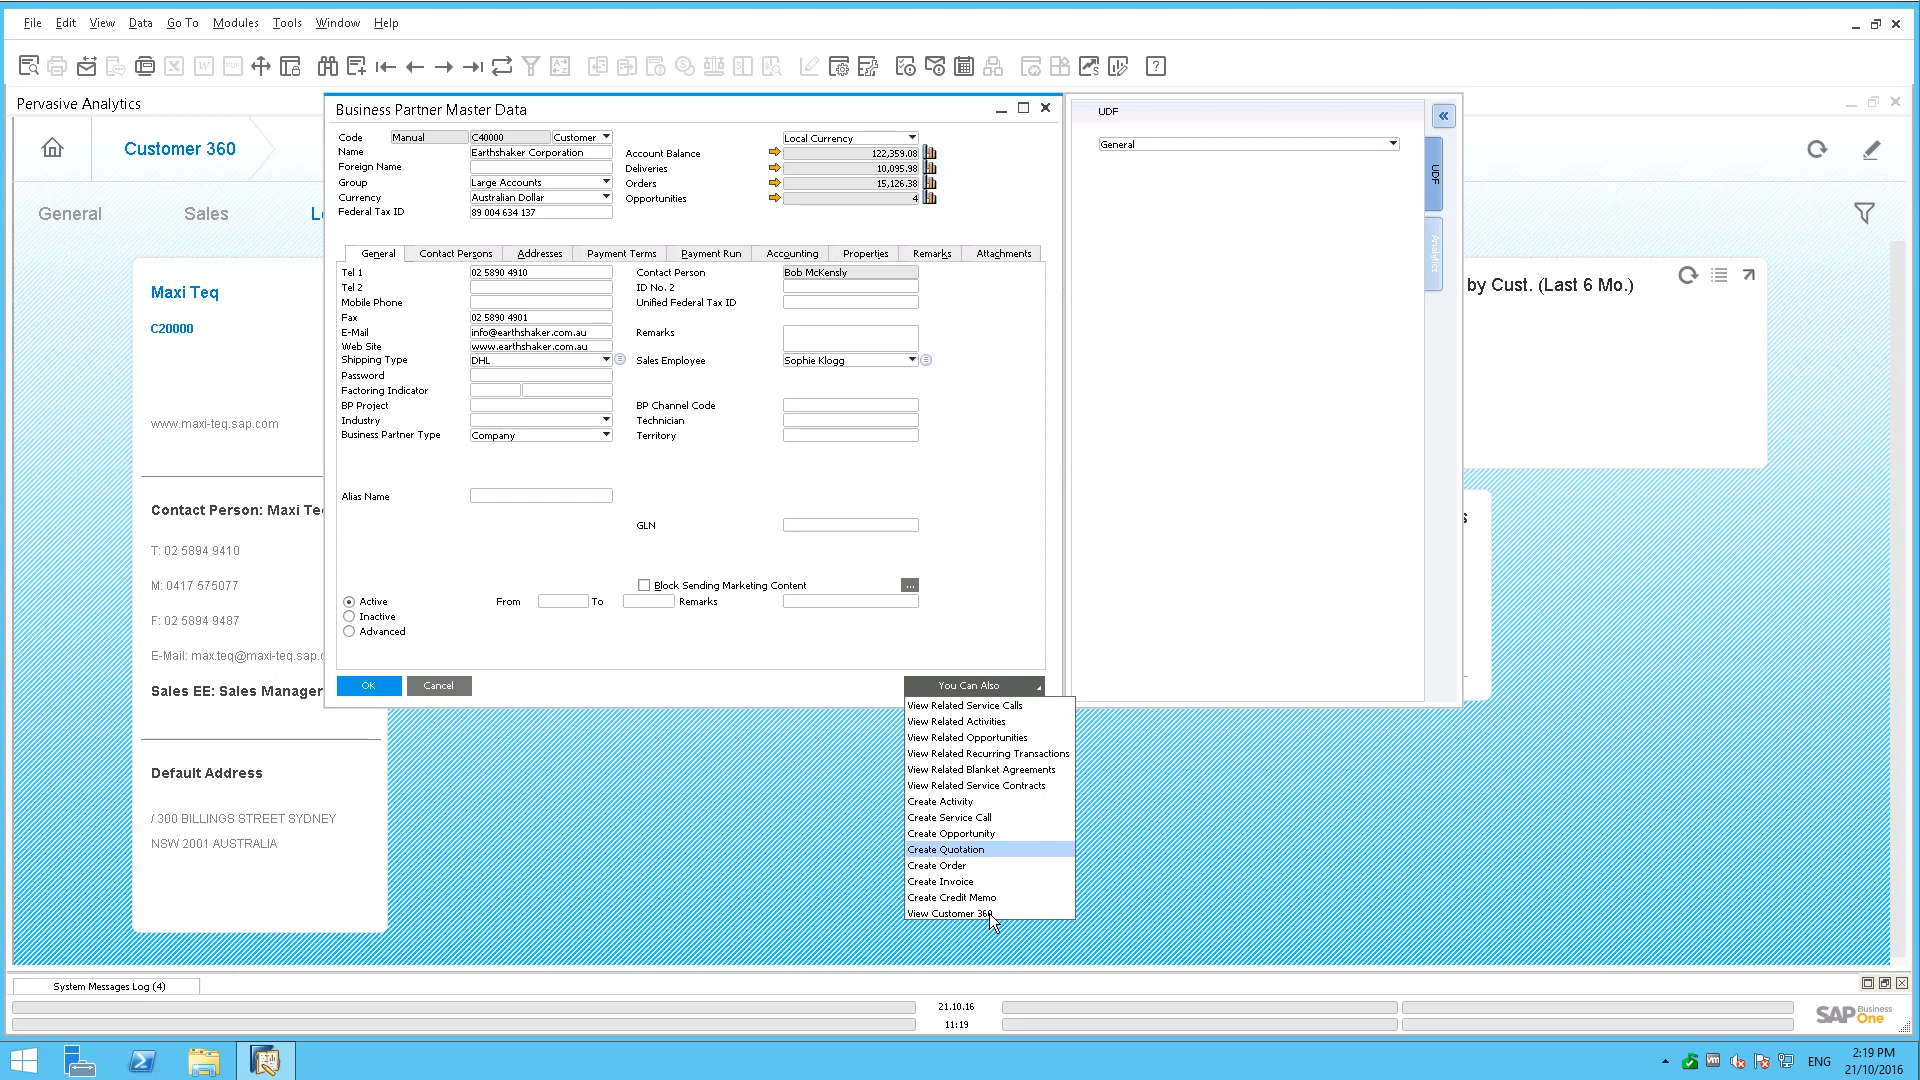 File Edit View Data Go To Modules Tools Window Help
Pervasive Analytics
Customer 360
General Sales L
Maxi Teq
C20000
www.maxi-teq.sap.com
Contact Person: Maxi Te
T: 02 5894 9410
M: 0417 575077
F: 02 5894 9487
E-Mail: max.teq@maxi-teq.sap.c
Sales EE: Sales Manager
Default Address
/ 300 BILLINGS STREET SYDNEY
NSW 2001 AUSTRALIA
Business Partner Master Data
Code Manual C40000 Customer Local Currency
Name Earthshaker Corporation Account Balance 122,359.08
Foreign Name Deliveries 10,095.98
Group Large Accounts Orders 15,126.38
Currency Australian Dollar Opportunities 4
Federal Tax ID 89 004 634 137
General Contact Persons Addresses Payment Terms Payment Run Accounting Properties Remarks Attachments
Tel 1 02 5890 4910 Contact Person Bob McKensly
Tel 2 ID No. 2
Mobile Phone Unified Federal Tax ID
Fax 02 5890 4901
E-Mail info@earthshaker.com.au Remarks
Web Site www.earthshaker.com.au
Shipping Type DHL Sales Employee Sophie Klogg
Password
Factoring Indicator
BP Project BP Channel Code
Industry Technician
Business Partner Type Company Territory
Alias Name
GLN
Block Sending Marketing Content ...
Active From To Remarks
Inactive
Advanced
OK Cancel You Can Also
View Related Service Calls
View Related Activities
View Related Opportunities
View Related Recurring Transactions
View Related Blanket Agreements
View Related Service Contracts
Create Activity
Create Service Call
Create Opportunity
Create Quotation
Create Order
Create Invoice
Create Credit Memo
View Customer 360
UDF
General
UDF
Analytics
by Cust. (Last 6 Mo.)
s
System Messages Log (4)
21.10.16
11:19
SAP Business One
ENG
2:19 PM
21/10/2016